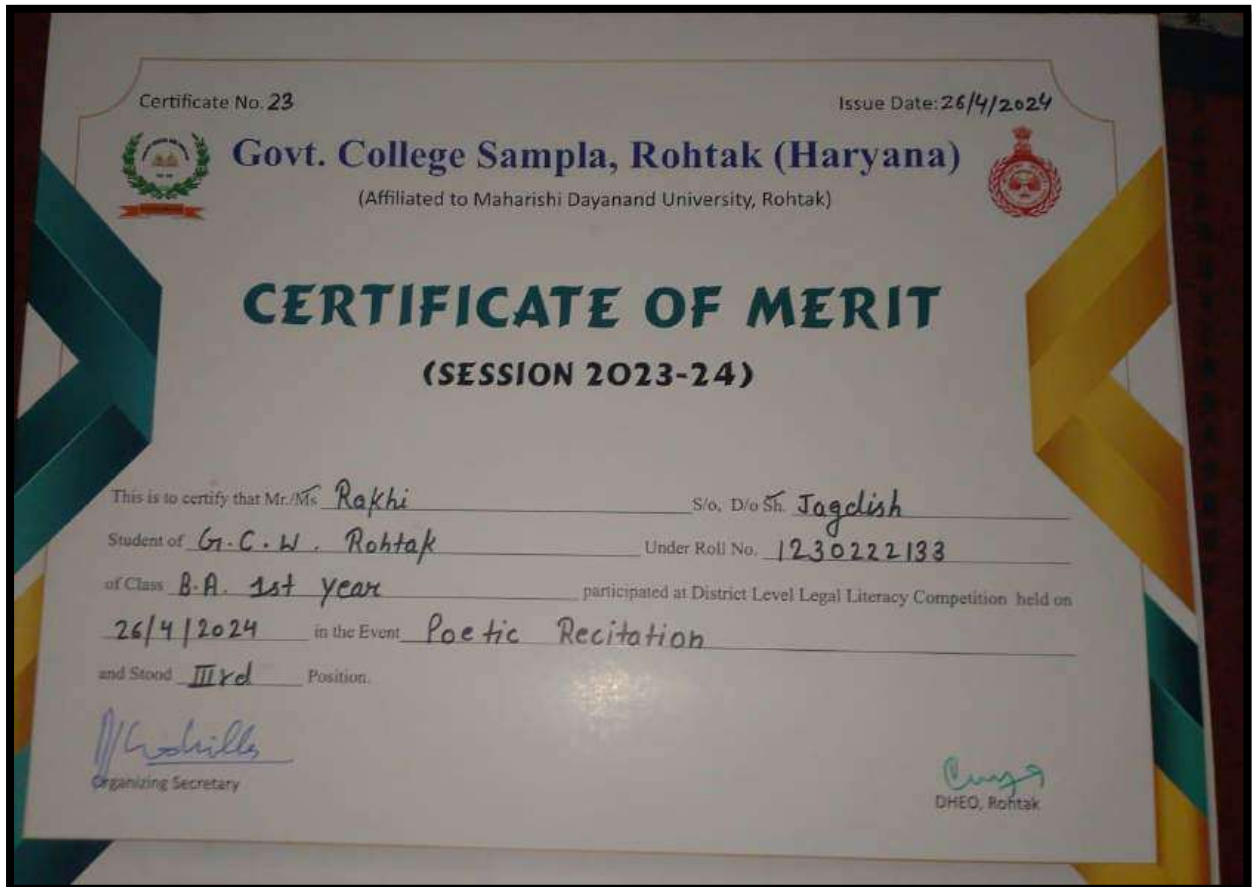 Certificate No. 23
Issue Date: 26/4/2024
Govt. College Sampla, Rohtak (Haryana)
(Affiliated to Maharishi Dayanand University, Rohtak)
CERTIFICATE OF MERIT
(SESSION 2023-24)
This is to certify that Mr./Ms Rakhi S/o, D/o Sh. Jagdish
Student of G.C.W. Rohtak Under Roll No. 1230222133
of Class B.A. 1st year participated at District Level Legal Literacy Competition held on
26/4/2024 in the Event Poetic Recitation
and Stood IIIrd Position.
Organizing Secretary
DHEO, Rohtak